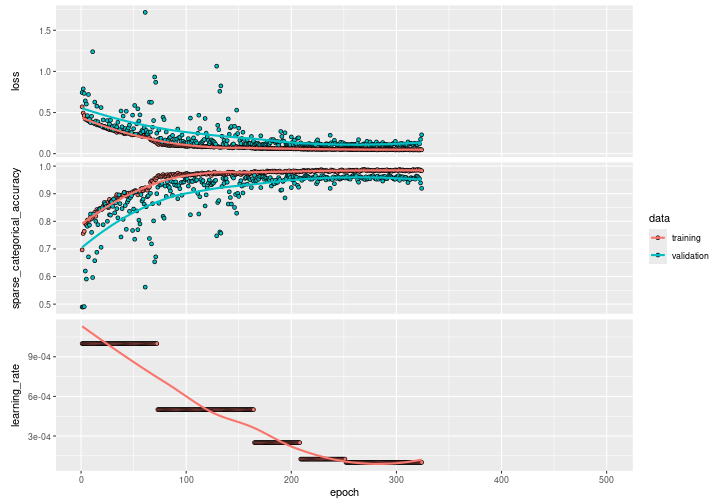 loss
1.5
1.0
0.5
0.0
sparse_categorical_accuracy
1.0
0.9
0.8
0.7
0.6
0.5
learning_rate
9e-04
6e-04
3e-04
0
100
200
300
400
500
epoch
data
training
validation